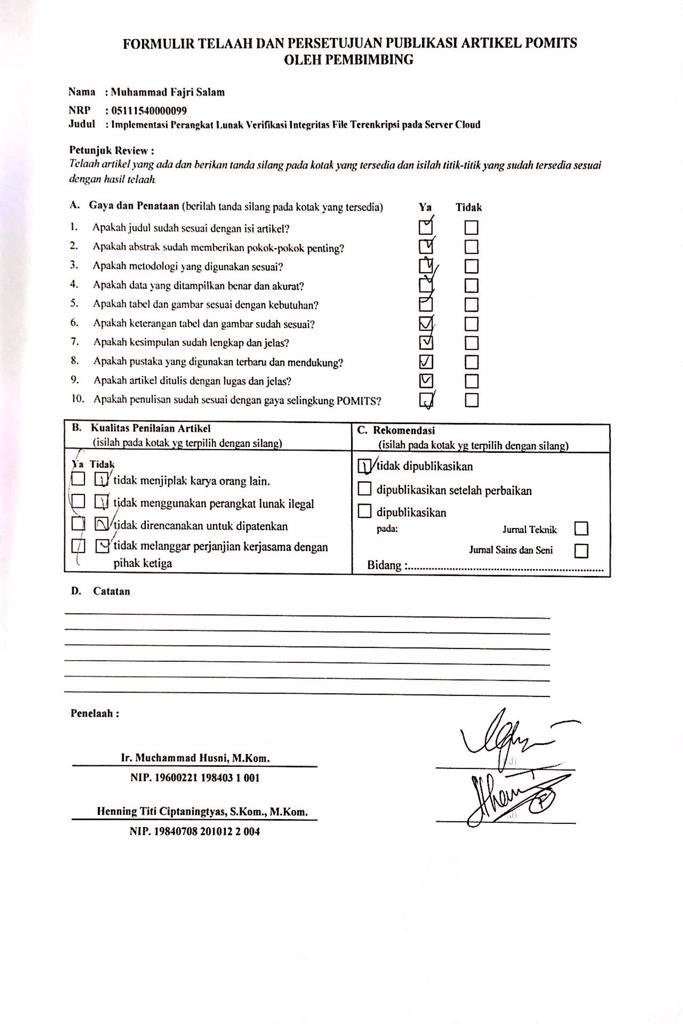 FORMULIR TELAAH DAN PERSETUJUAN PUBLIKASI ARTIKEL POMITS
OLEH PEMBIMBING
Nama : Muhammad Fajri Salam
NRP : 05111540000099
Judul : Implementasi Perangkat Lunak Verifikasi Integritas File Terenkripsi pada Server Cloud
Petunjuk Review :
Telaah artikel yang ada dan berikan tanda silang pada kotak yang tersedia dan isilah titik-titik yang sudah tersedia sesuai
dengan hasil telaah.
A. Gaya dan Penataan (berilah tanda silang pada kotak yang tersedia) Ya Tidak
1. Apakah judul sudah sesuai dengan isi artikel?
2. Apakah abstrak sudah memberikan pokok-pokok penting?
3. Apakah metodologi yang digunakan sesuai?
4. Apakah data yang ditampilkan benar dan akurat?
5. Apakah tabel dan gambar sesuai dengan kebutuhan?
6. Apakah keterangan tabel dan gambar sudah sesuai?
7. Apakah kesimpulan sudah lengkap dan jelas?
8. Apakah pustaka yang digunakan terbaru dan mendukung?
9. Apakah artikel ditulis dengan lugas dan jelas?
10. Apakah penulisan sudah sesuai dengan gaya selingkung POMITS?
B. Kualitas Penilaian Artikel
(isilah pada kotak yg terpilih dengan silang)
Ya Tidak
tidak menjiplak karya orang lain.
tidak menggunakan perangkat lunak ilegal
tidak direncanakan untuk dipatenkan
tidak melanggar perjanjian kerjasama dengan
pihak ketiga
C. Rekomendasi
(isilah pada kotak yg terpilih dengan silang)
tidak dipublikasikan
dipublikasikan setelah perbaikan
dipublikasikan
pada: Jurnal Teknik
Jurnal Sains dan Seni
Bidang :..........................................................
D. Catatan
Penelaah :
Ir. Muchammad Husni, M.Kom.
NIP. 19600221 198403 1 001
Henning Titi Ciptaningtyas, S.Kom., M.Kom.
NIP. 19840708 201012 2 004